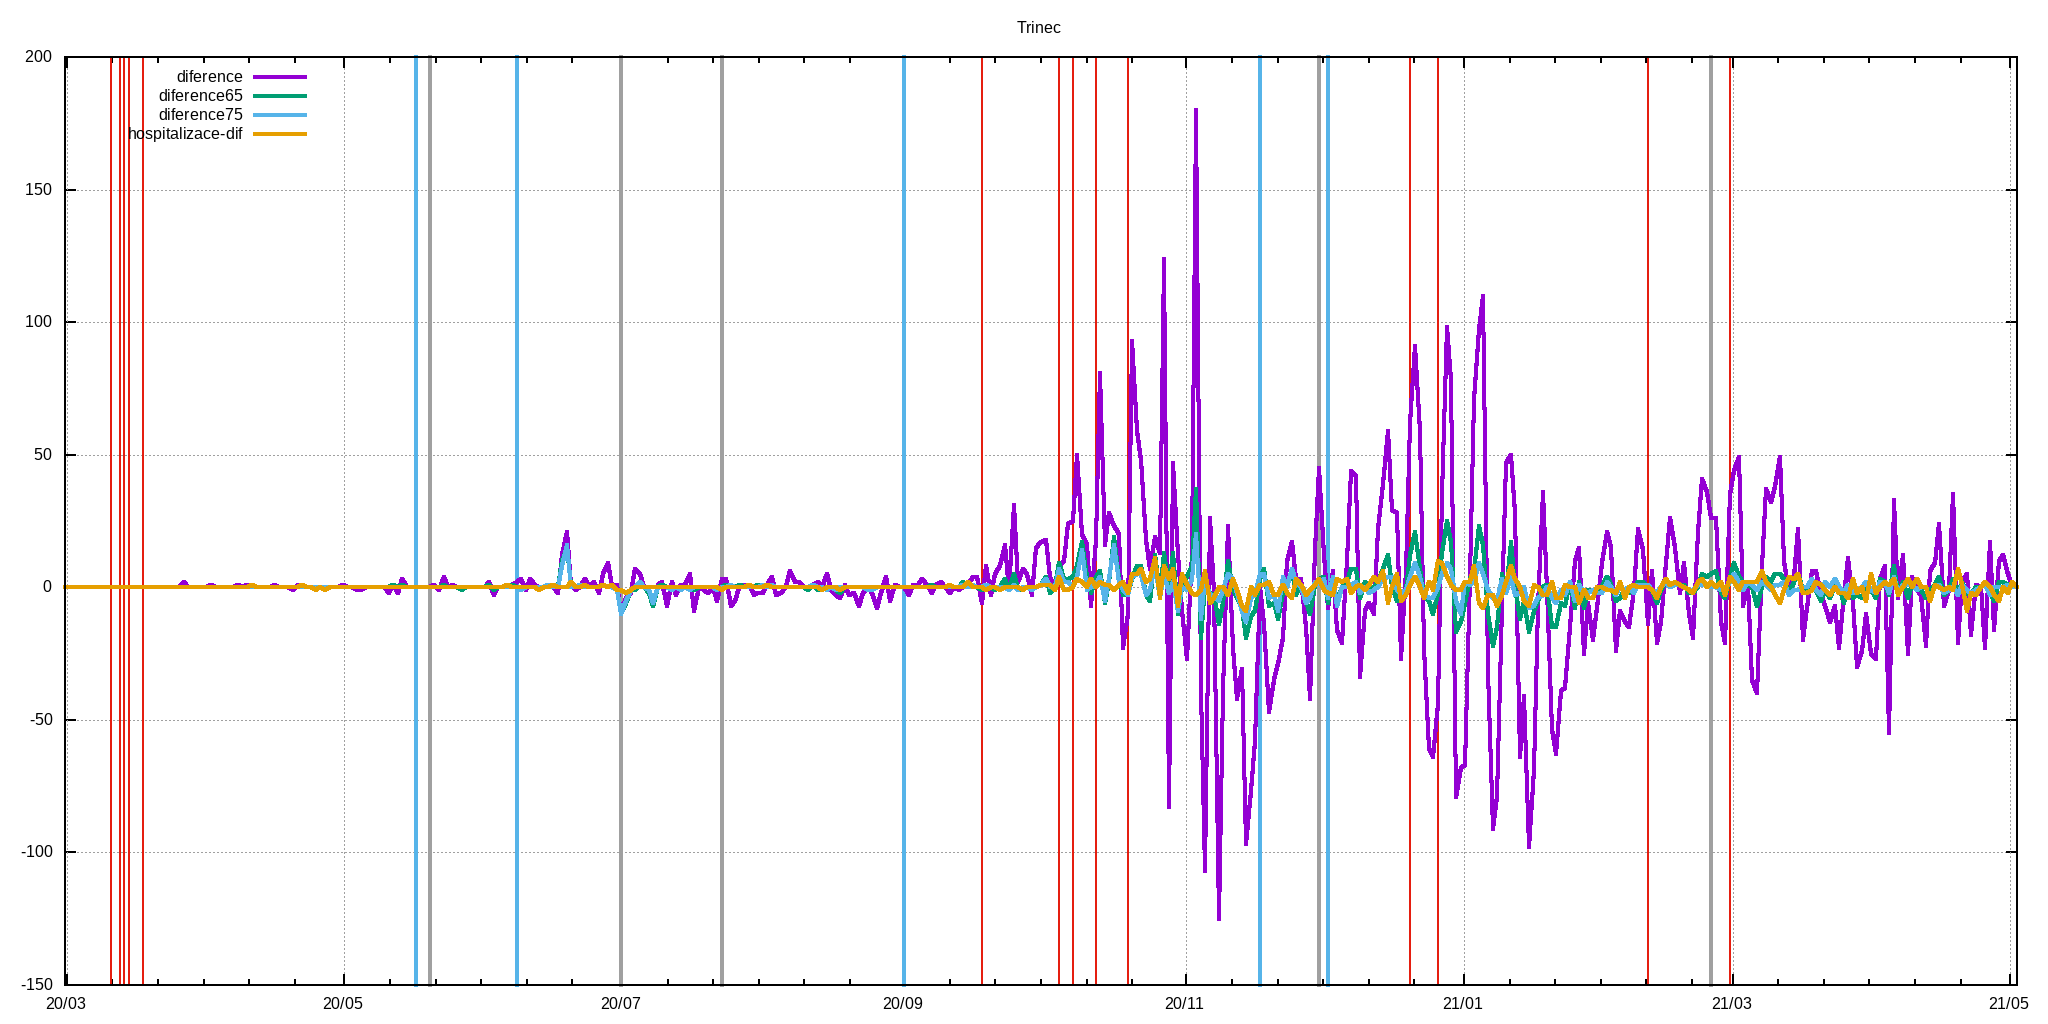 Trinec
200
150
100
50
0
-50
-100
-150
diference
diference65
diference75
hospitalizace-dif
20/03 20/05 20/07 20/09 20/11 21/01 21/03 21/05